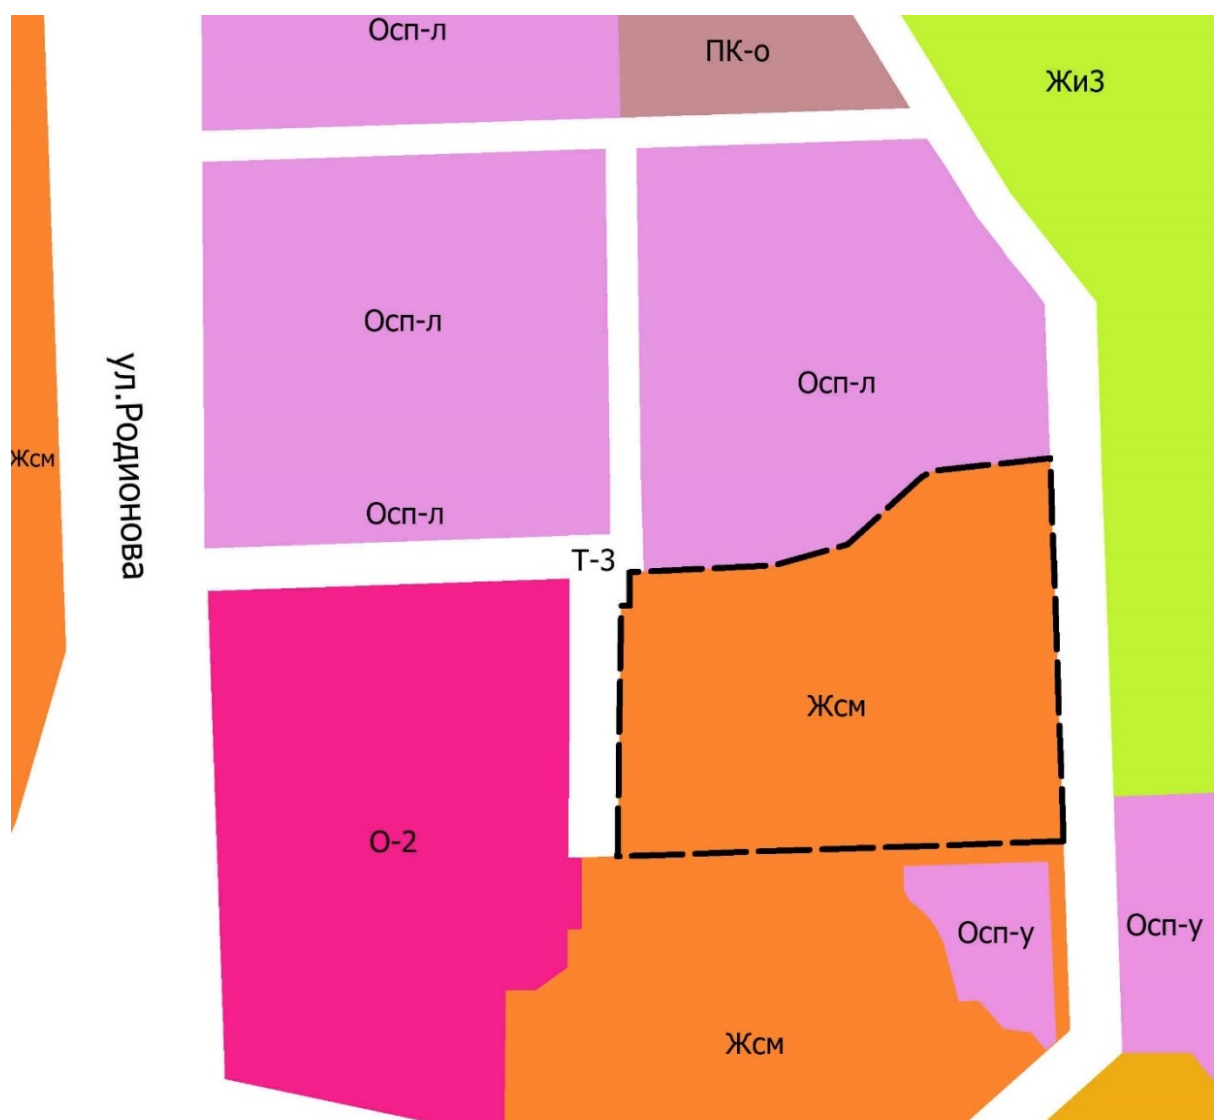 Осп-л
ПК-о
Жи3
Осп-л
Осп-л
ул.Родионова
Жсм
Осп-л
Т-3
Жсм
О-2
Осп-у
Осп-у
Жсм